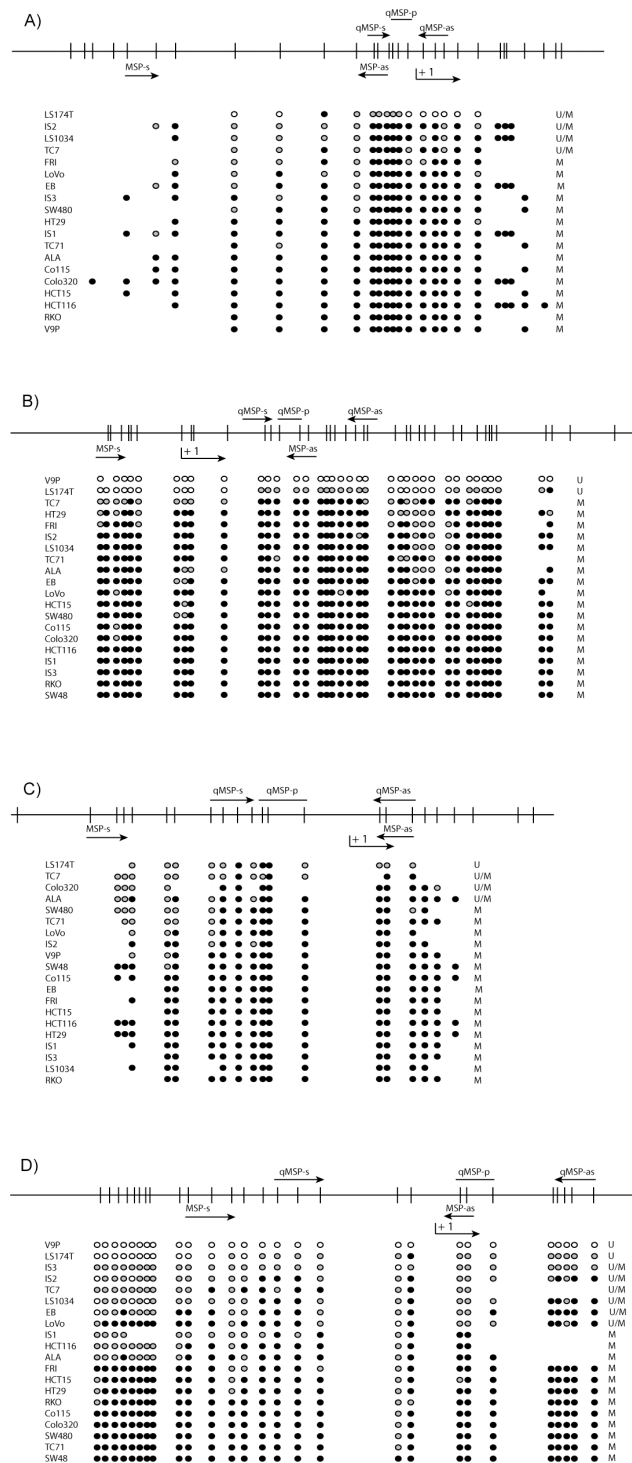 A)
qMSP-p
qMSP-s
qMSP-as
MSP-s
MSP-as
+ 1
LS174T U/M
IS2 U/M
LS1034 U/M
TC7 U/M
FRI M
LoVo M
EB M
IS3 M
SW480 M
HT29 M
IS1 M
TC71 M
ALA M
Co115 M
Colo320 M
HCT15 M
HCT116 M
RKO M
V9P M
B)
qMSP-s
qMSP-p
qMSP-as
MSP-s
+ 1
MSP-as
V9P U
LS174T U
TC7 M
HT29 M
FRI M
IS2 M
LS1034 M
TC71 M
ALA M
EB M
LoVo M
HCT15 M
SW480 M
Co115 M
Colo320 M
HCT116 M
IS1 M
IS3 M
RKO M
SW48 M
C)
qMSP-s
qMSP-p
qMSP-as
MSP-s
MSP-as
+ 1
LS174T U
TC7 U/M
Colo320 U/M
ALA U/M
SW480 M
TC71 M
LoVo M
IS2 M
V9P M
SW48 M
Co115 M
EB M
FRI M
HCT15 M
HCT116 M
HT29 M
IS1 M
IS3 M
LS1034 M
RKO M
D)
qMSP-s
qMSP-p
qMSP-as
MSP-s
MSP-as
+ 1
V9P U
LS174T U
IS3 U/M
IS2 U/M
TC7 U/M
LS1034 U/M
EB U/M
LoVo U/M
IS1 M
HCT116 M
ALA M
FRI M
HCT15 M
HT29 M
RKO M
Co115 M
Colo320 M
SW480 M
TC71 M
SW48 M